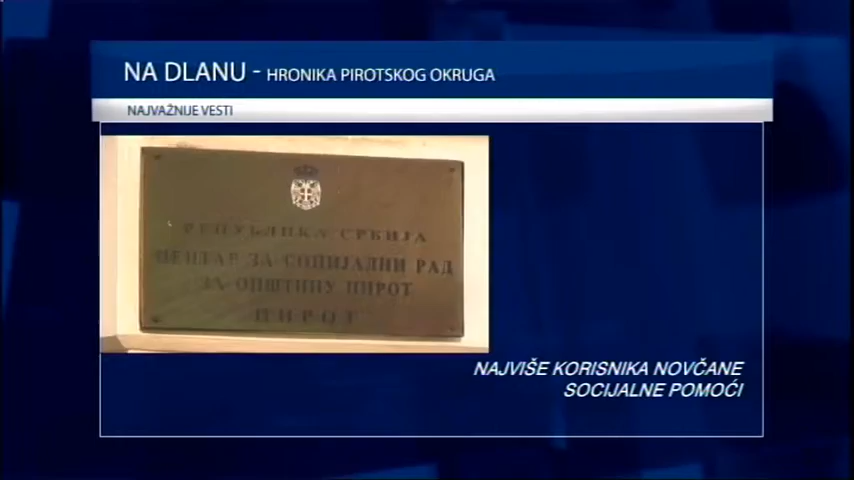 NA DLANU - HRONIKA PIROTSKOG OKRUGA
NAJVAŽNIJE VESTI
РЕПУБЛИКА СРБИЈА
ЦЕНТАР ЗА СОЦИЈАЛНИ РАД
ЗА ОПШТИНУ ПИРОТ
ПИРОТ
NAJVIŠE KORISNIKA NOVČANE
SOCIJALNE POMOĆI